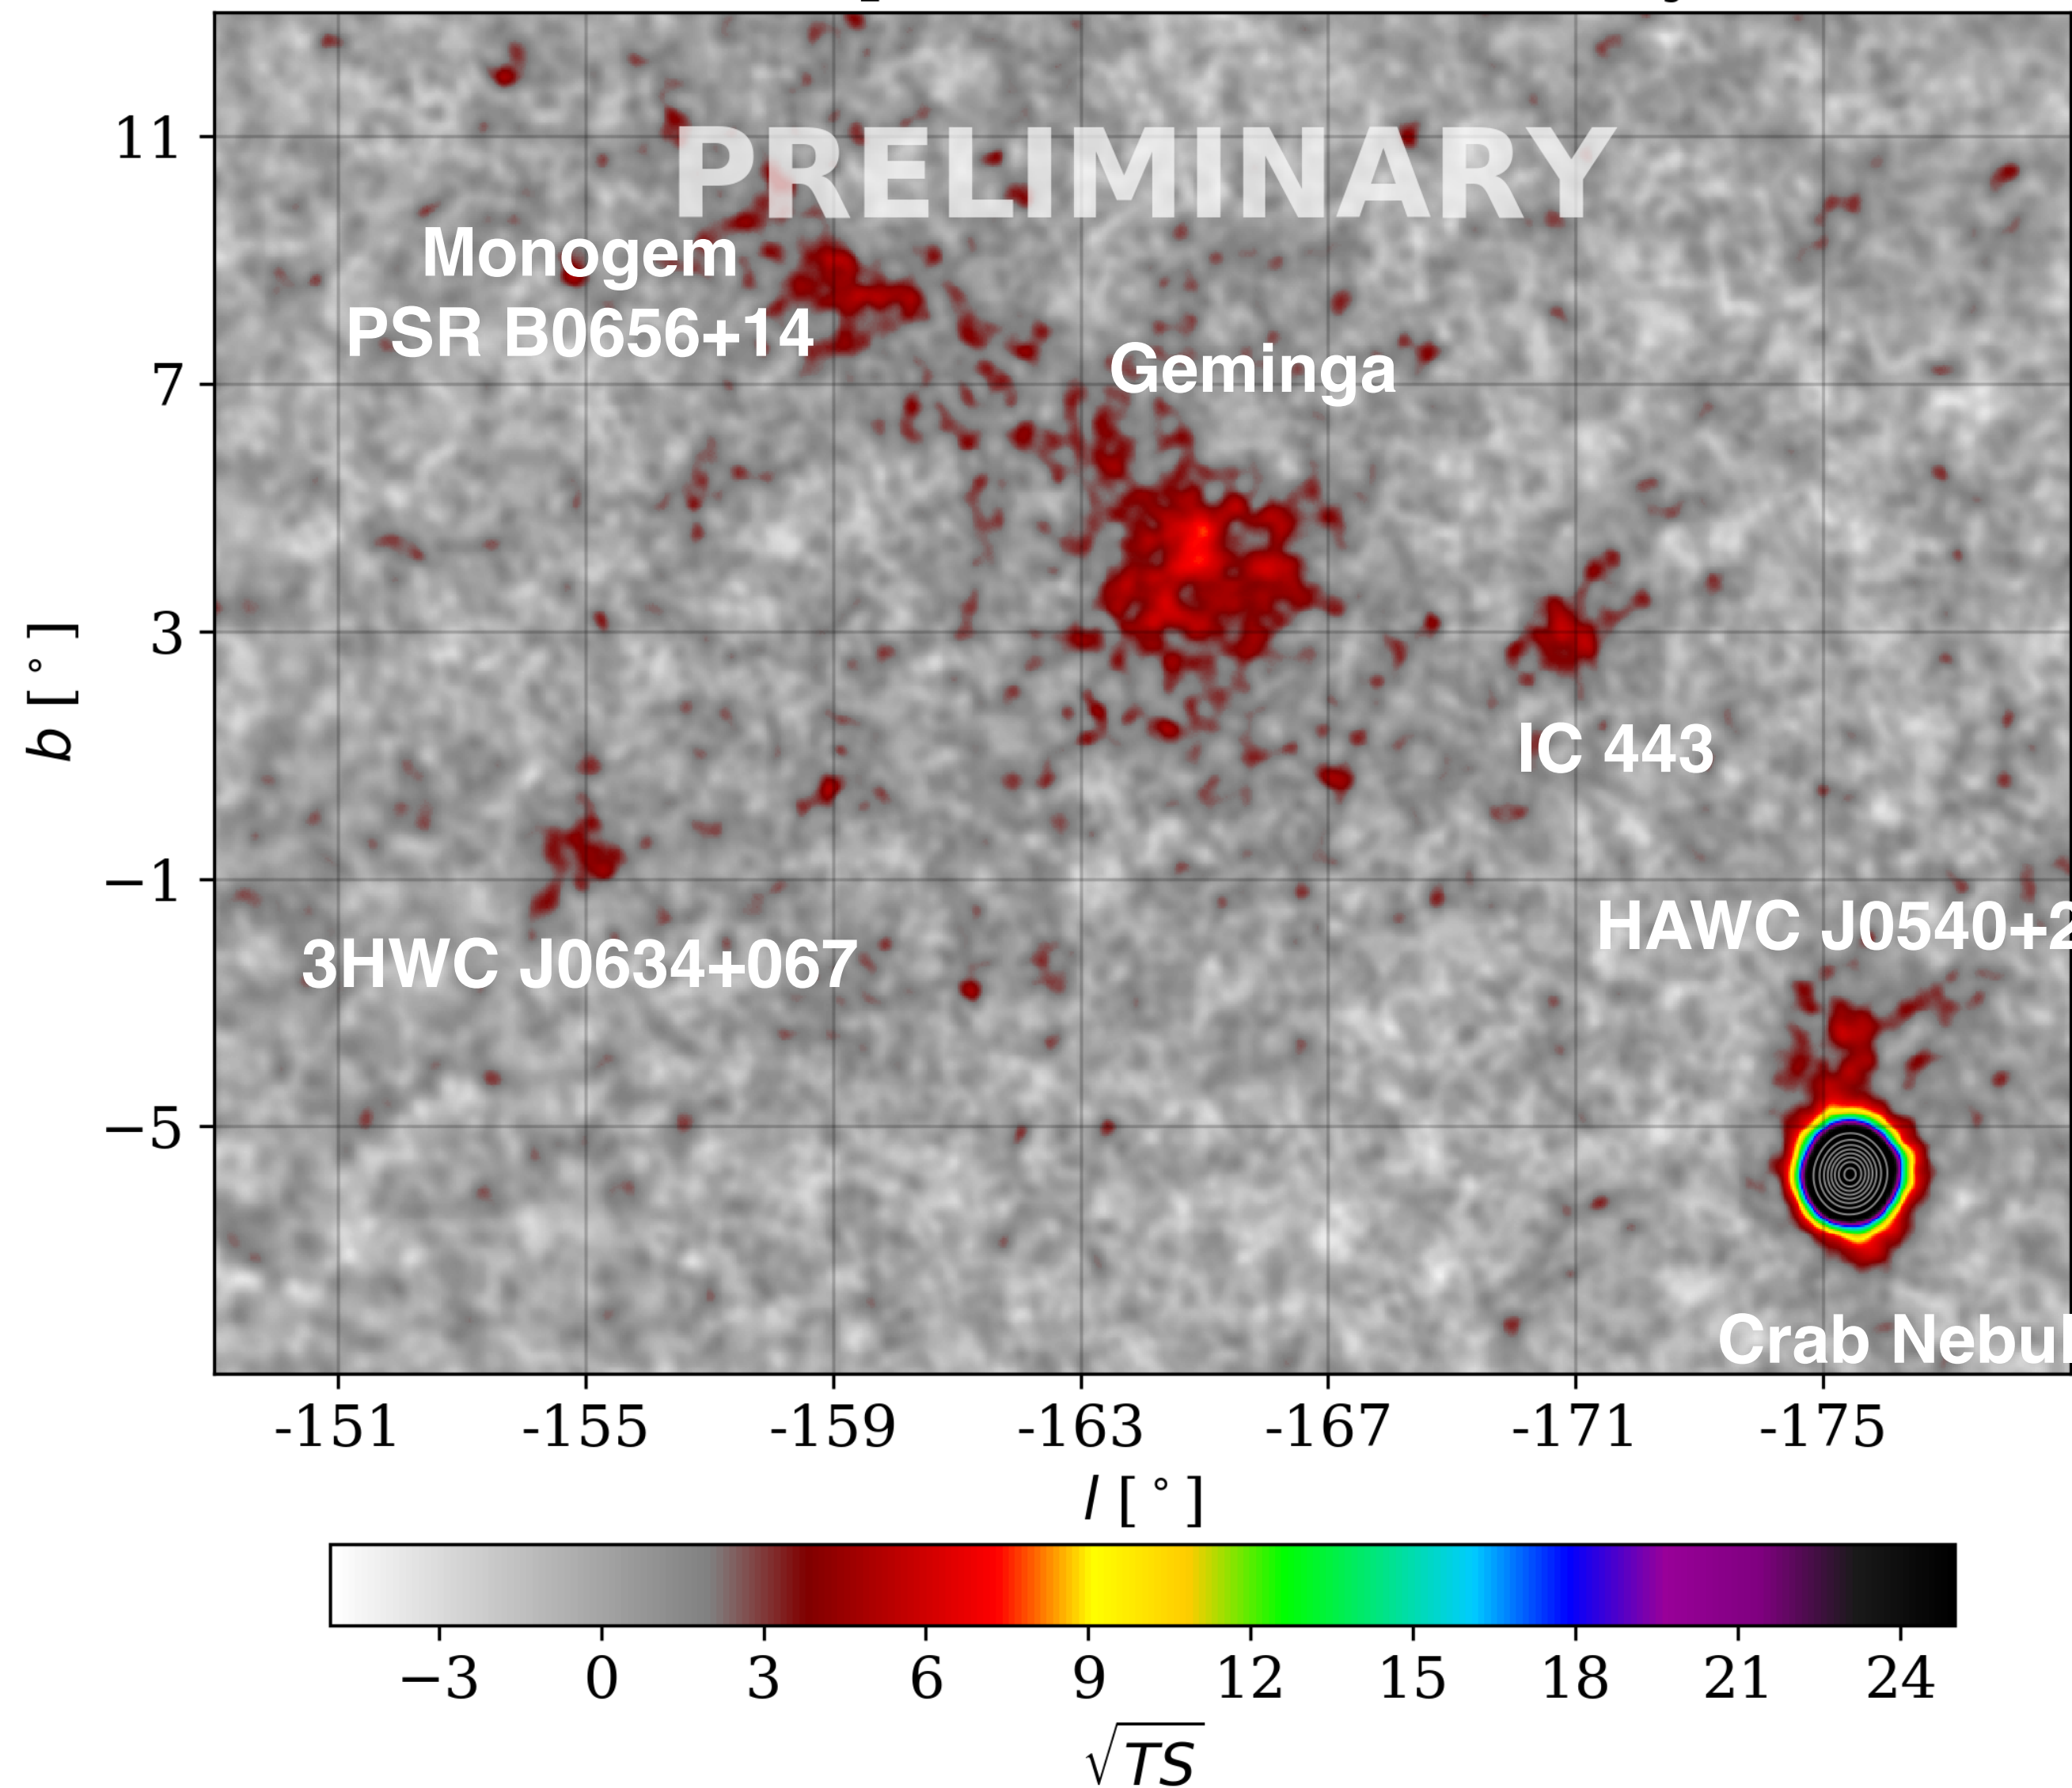 PRELIMINARY
Monogem
PSR B0656+14
Geminga
IC 443
3HWC J0634+067
HAWC J0540+2
Crab Nebul
11
7
3
−1
−5
b [°]
-151 -155 -159 -163 -167 -171 -175
l [°]
−3 0 3 6 9 12 15 18 21 24
√TS